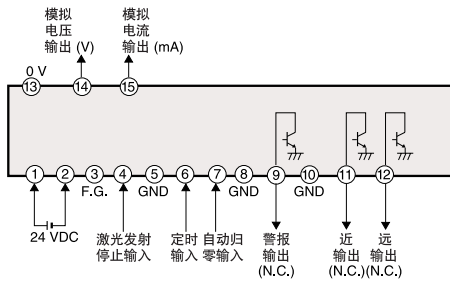 模拟
电压
输出 (V)
模拟
电流
输出 (mA)
0 V
13
14
15
1
2
3
4
5
6
7
8
9
10
11
12
F.G.
GND
GND
GND
24 VDC
激光发射
停止输入
定时
输入
自动归
零输入
警报
输出
(N.C.)
近
输出
(N.C.)
远
输出
(N.C.)